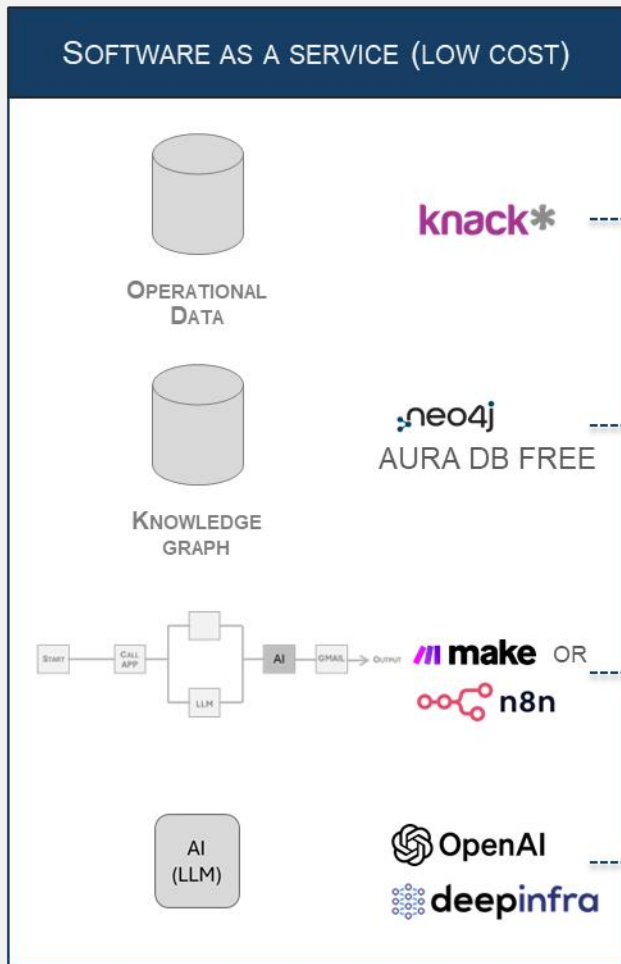 SOFTWARE AS A SERVICE (LOW COST)
OPERATIONAL
DATA
knack*
KNOWLEDGE
GRAPH
neo4j
AURA DB FREE
START
CALL
APP
LLM
AI
GMAIL
OUTPUT
make OR
n8n
AI
(LLM)
OpenAI
deepinfra